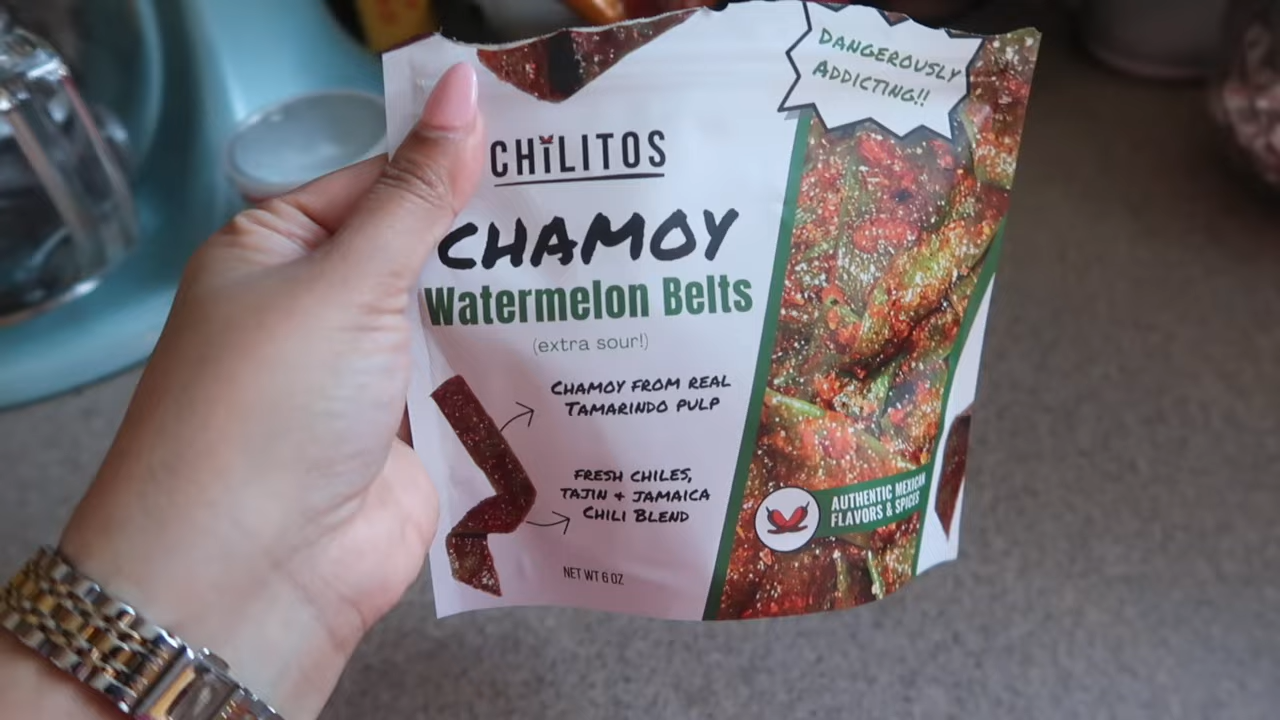 DANGEROUSLY
ADDICTING!!
CHiLITOS
CHAMOY
Watermelon Belts
(extra sour!)
CHAMOY FROM REAL
TAMARINDO PULP
FRESH CHILES,
TAJIN + JAMAICA
CHILI BLEND
AUTHENTIC MEXICAN
FLAVORS & SPICES
NET WT 6 OZ